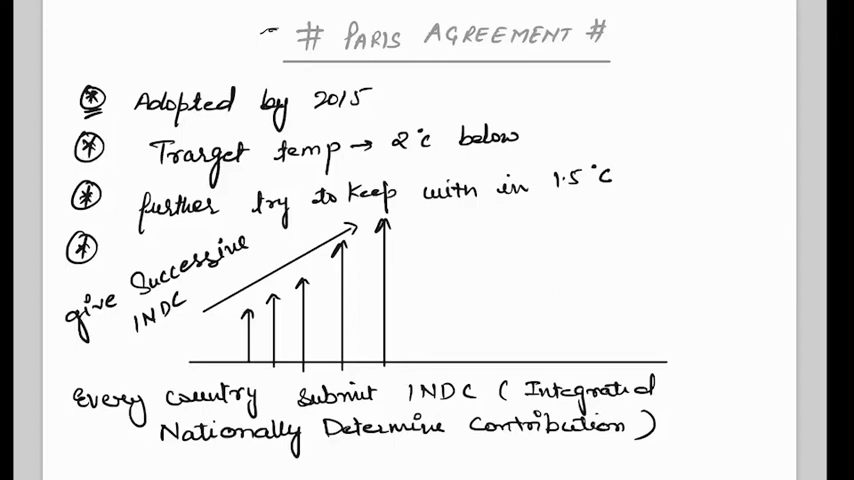 # PARIS AGREEMENT #
Adopted by 2015
Trarget temp → 2°c below
further try to keep with in 1.5°c
give Successive
INDC
Every country submit INDC (Integrated
Nationally Determine Contribution)